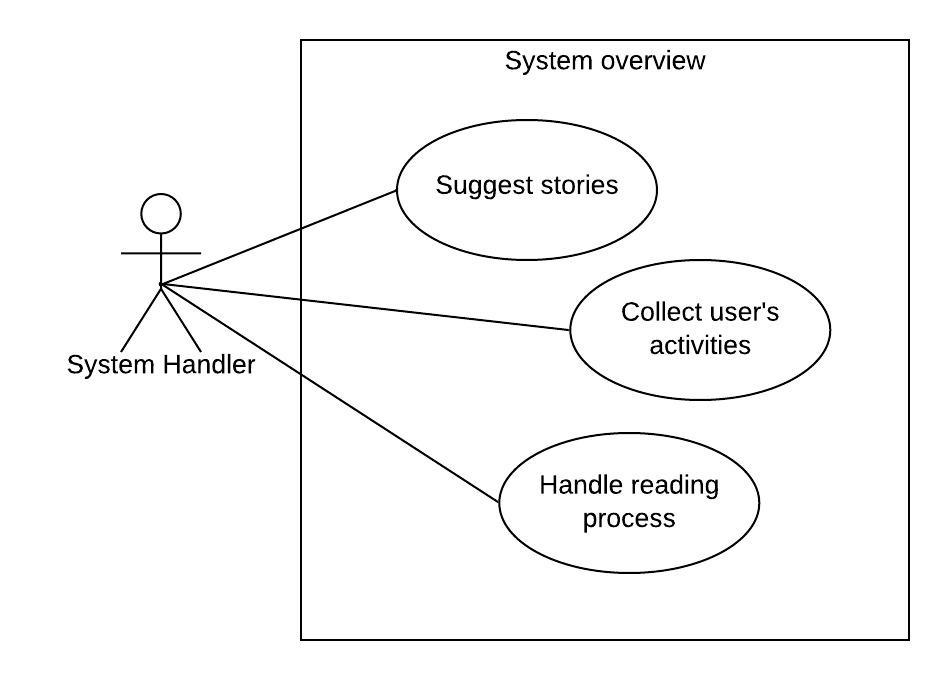 System overview
Suggest stories
Collect user's
activities
System Handler
Handle reading
process